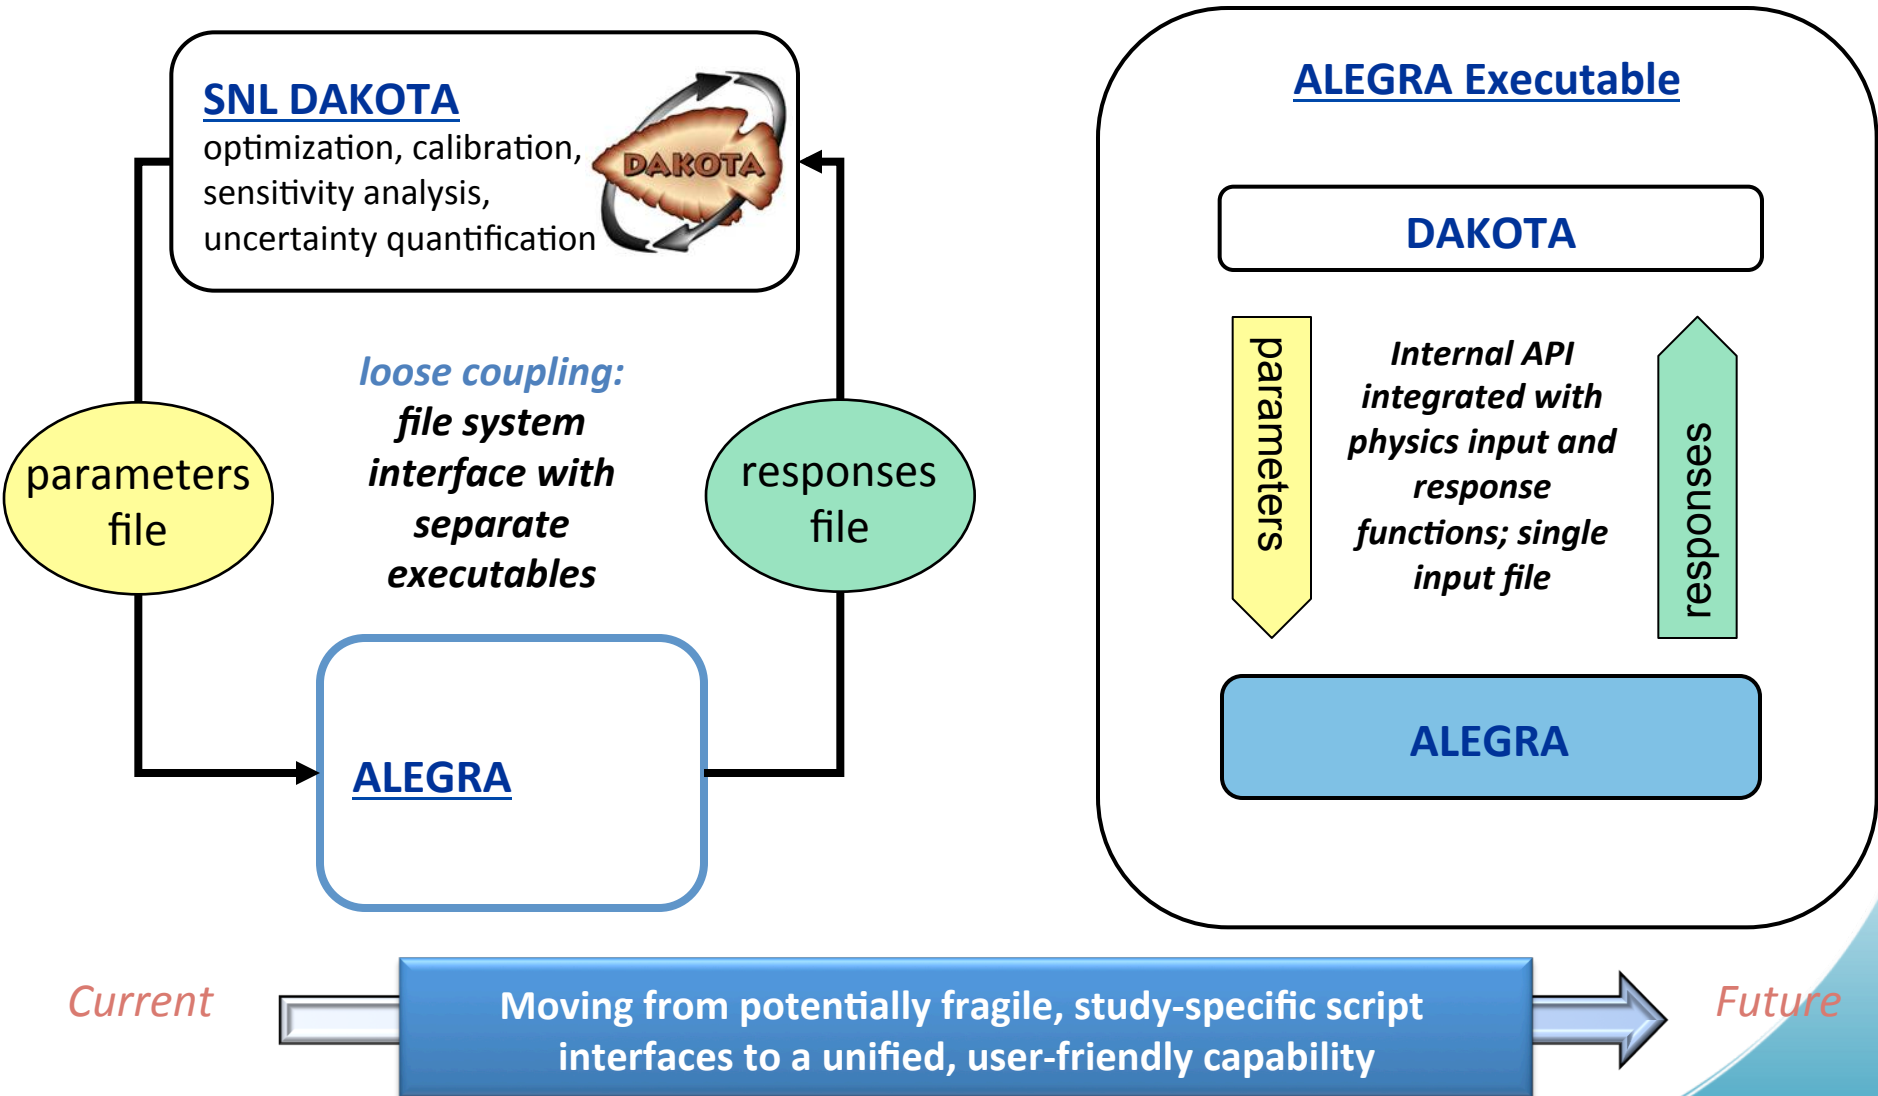 SNL DAKOTA
optimization, calibration,
sensitivity analysis,
uncertainty quantification
DAKOTA
parameters
file
loose coupling:
file system
interface with
separate
executables
responses
file
ALEGRA
ALEGRA Executable
DAKOTA
parameters
Internal API
integrated with
physics input and
response
functions; single
input file
responses
ALEGRA
Current
Moving from potentially fragile, study-specific script
interfaces to a unified, user-friendly capability
Future